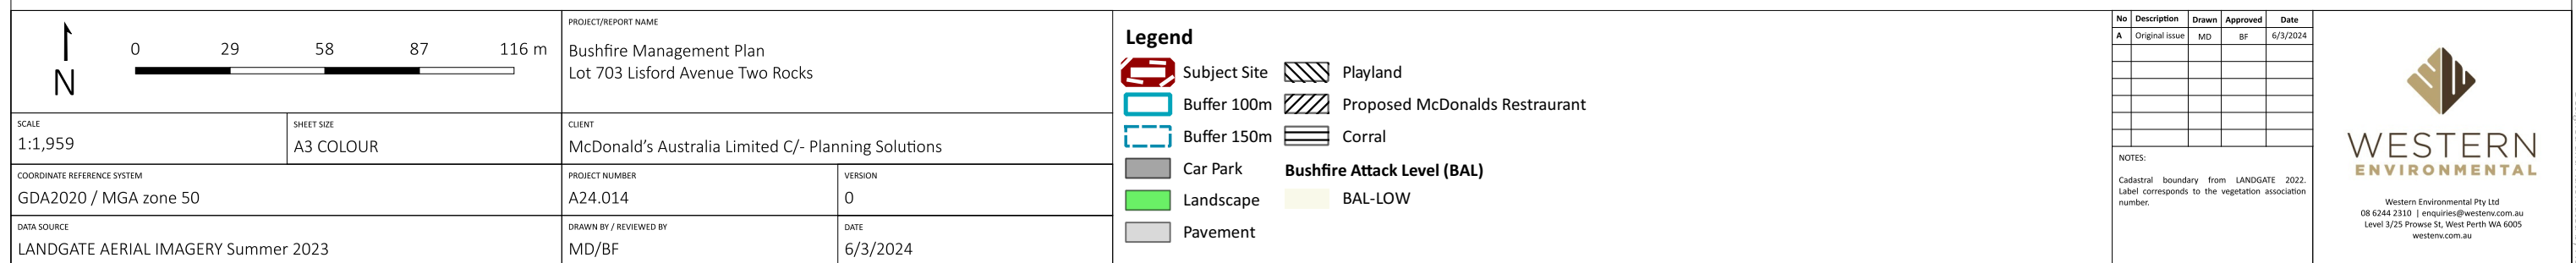 N
0 29 58 87 116 m
SCALE
1:1,959
SHEET SIZE
A3 COLOUR
COORDINATE REFERENCE SYSTEM
GDA2020 / MGA zone 50
DATA SOURCE
LANDGATE AERIAL IMAGERY Summer 2023
PROJECT/REPORT NAME
Bushfire Management Plan
Lot 703 Lisford Avenue Two Rocks
CLIENT
McDonald's Australia Limited C/- Planning Solutions
PROJECT NUMBER
A24.014
VERSION
0
DRAWN BY / REVIEWED BY
MD/BF
DATE
6/3/2024
Legend
Subject Site
Buffer 100m
Buffer 150m
Car Park
Landscape
Pavement
Playland
Proposed McDonalds Restraurant
Corral
Bushfire Attack Level (BAL)
BAL-LOW
No Description Drawn Approved Date
A Original issue MD BF 6/3/2024
NOTES:
Cadastral boundary from LANDGATE 2022.
Label corresponds to the vegetation association
number.
WESTERN
ENVIRONMENTAL
Western Environmental Pty Ltd
08 6244 2310 | enquiries@westenv.com.au
Level 3/25 Prowse St, West Perth WA 6005
westenv.com.au